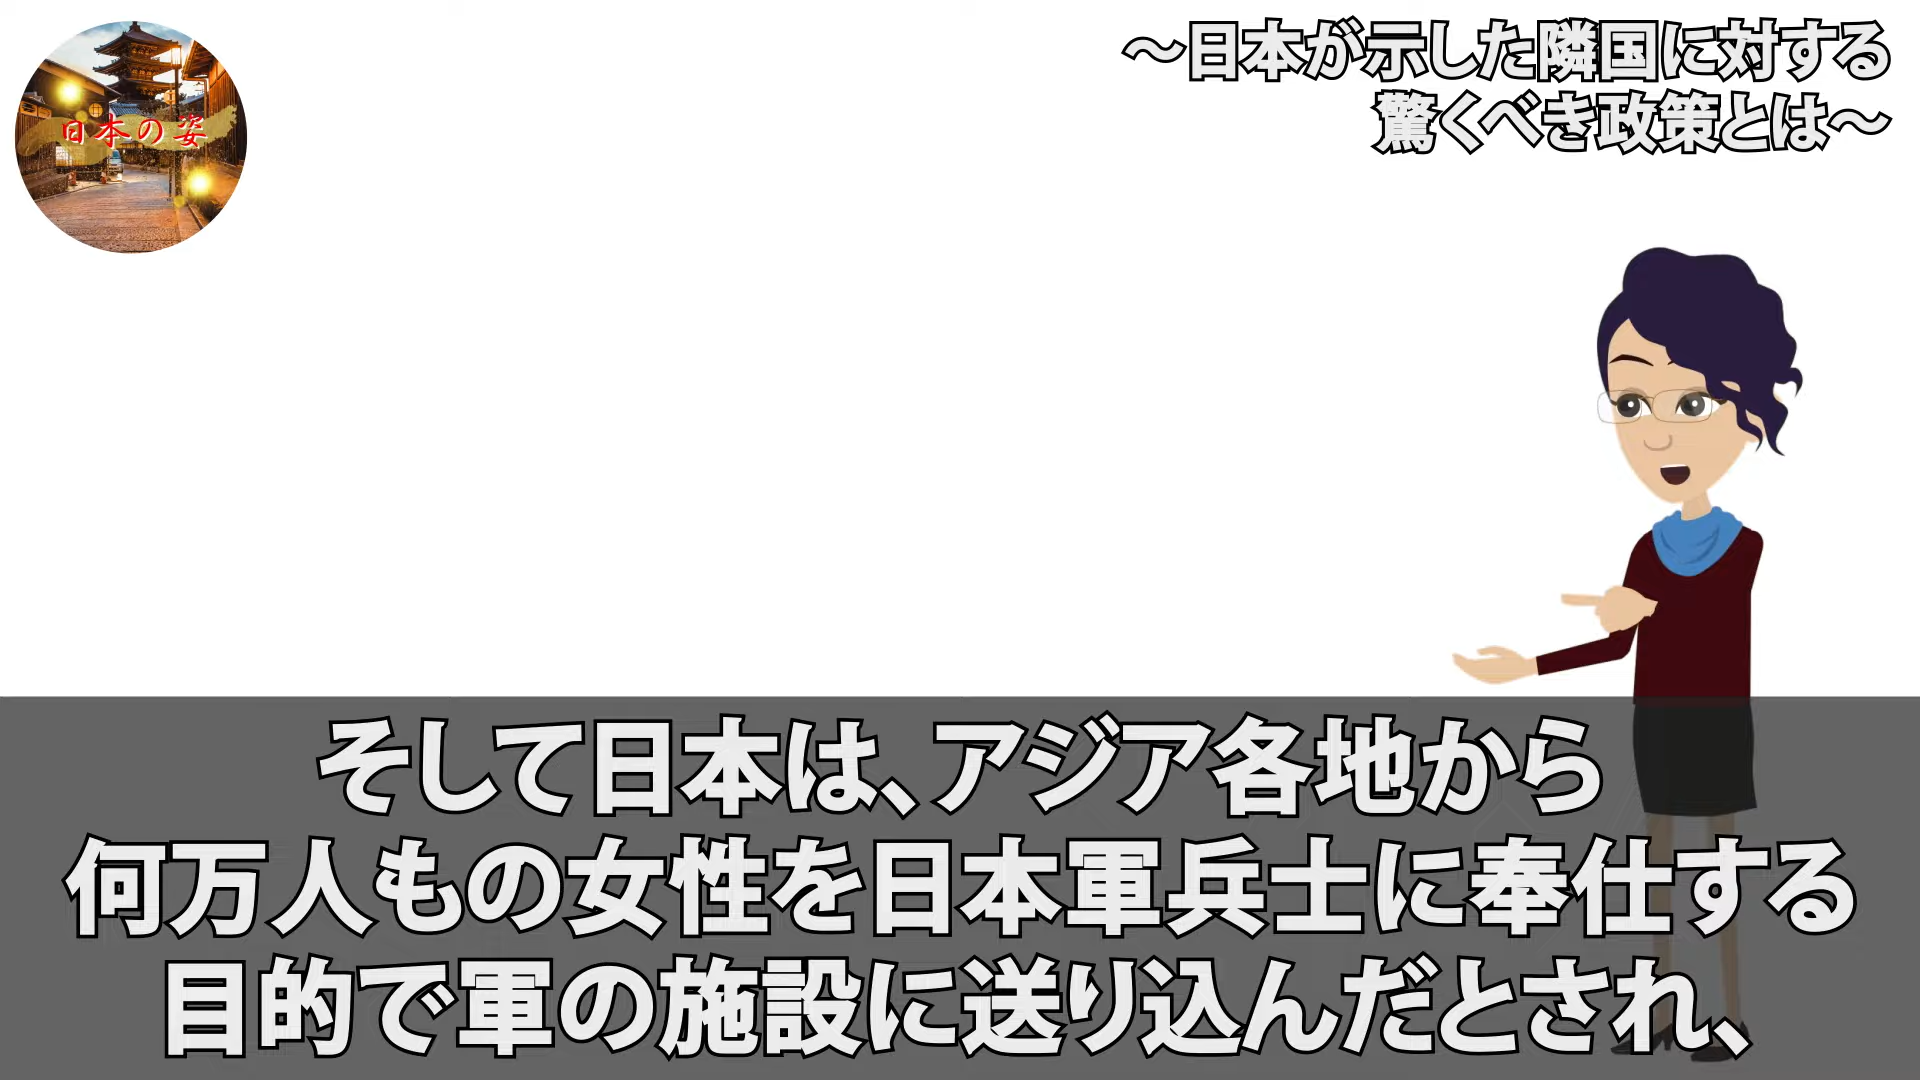 日本の姿
～日本が示した隣国に対する
驚くべき政策とは～
そして日本は、アジア各地から
何万人もの女性を日本軍兵士に奉仕する
目的で軍の施設に送り込んだとされ、